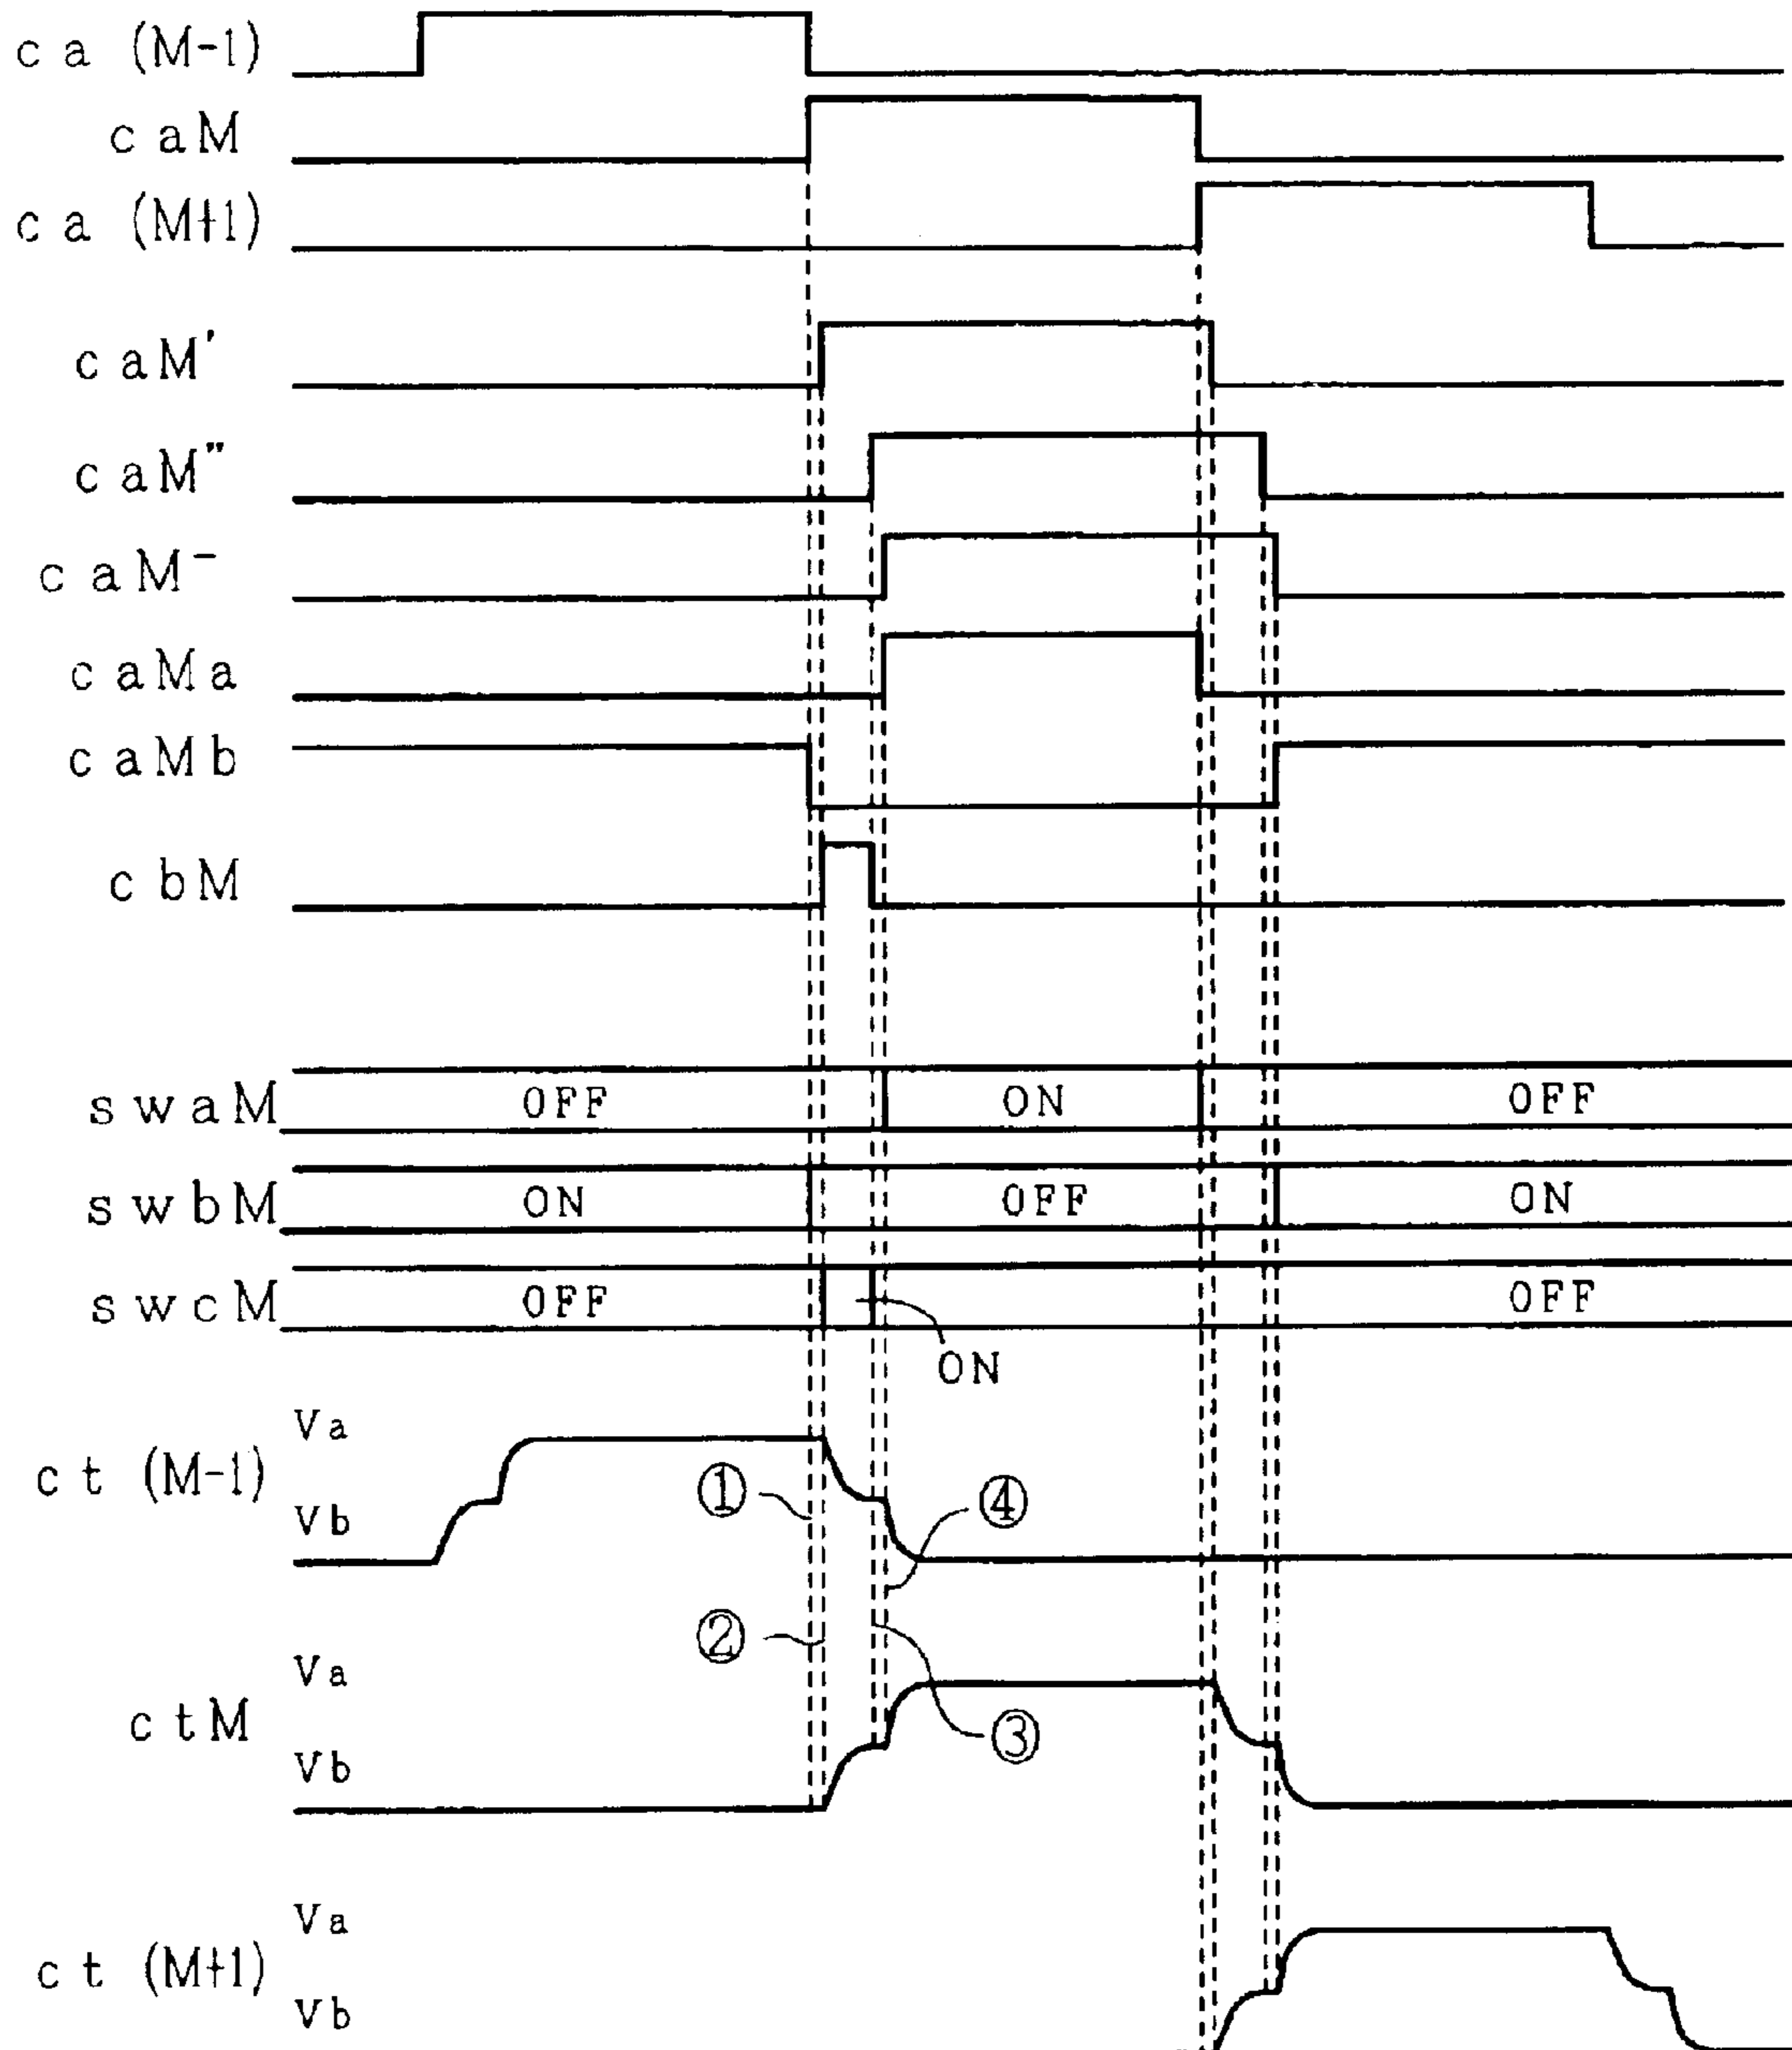 ca (M-1)
caM
ca (M+1)
caM'
caM"
caM-
caMa
caMb
cbM
swaM OFF ON OFF
swbM ON OFF ON
swcM OFF OFF
ON
Va
ct (M-1)
① ④
Vb
②
Va
ctM
③
Vb
Va
ct (M+1)
Vb